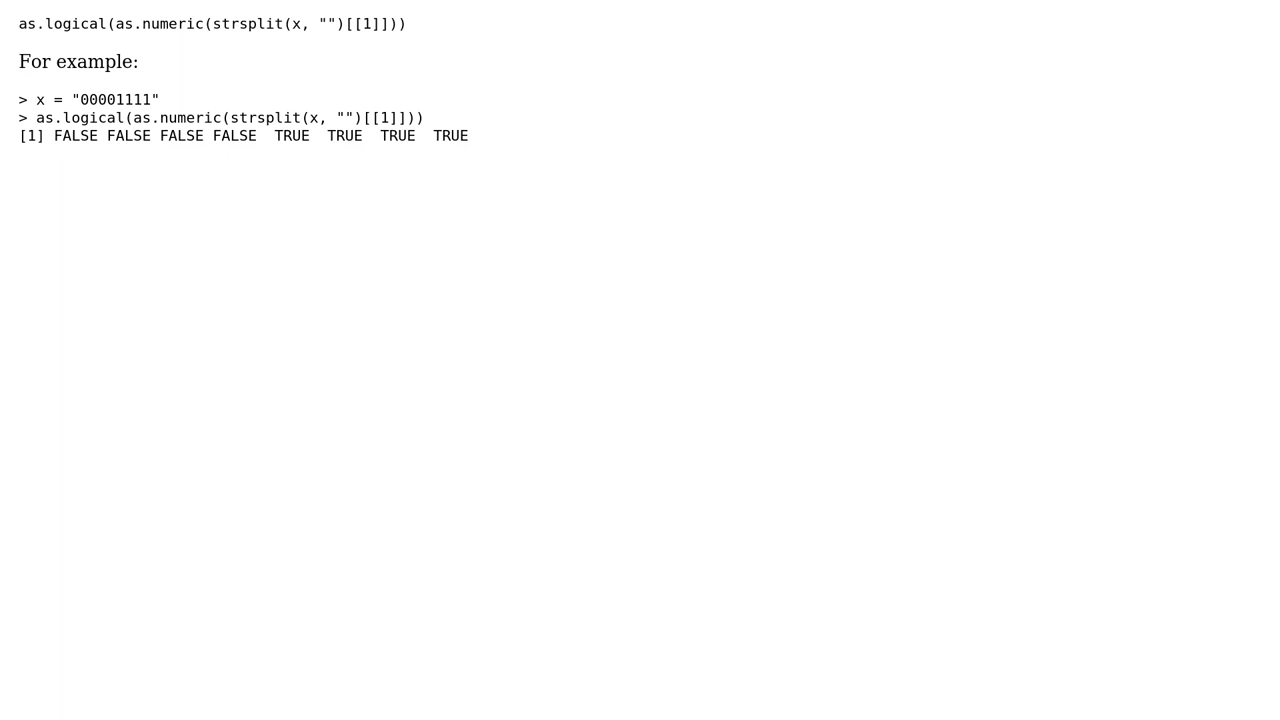 as.logical(as.numeric(strsplit(x, "")[[1]]))
For example:
> x = "00001111"
> as.logical(as.numeric(strsplit(x, "")[[1]]))
[1] FALSE FALSE FALSE FALSE  TRUE  TRUE  TRUE  TRUE